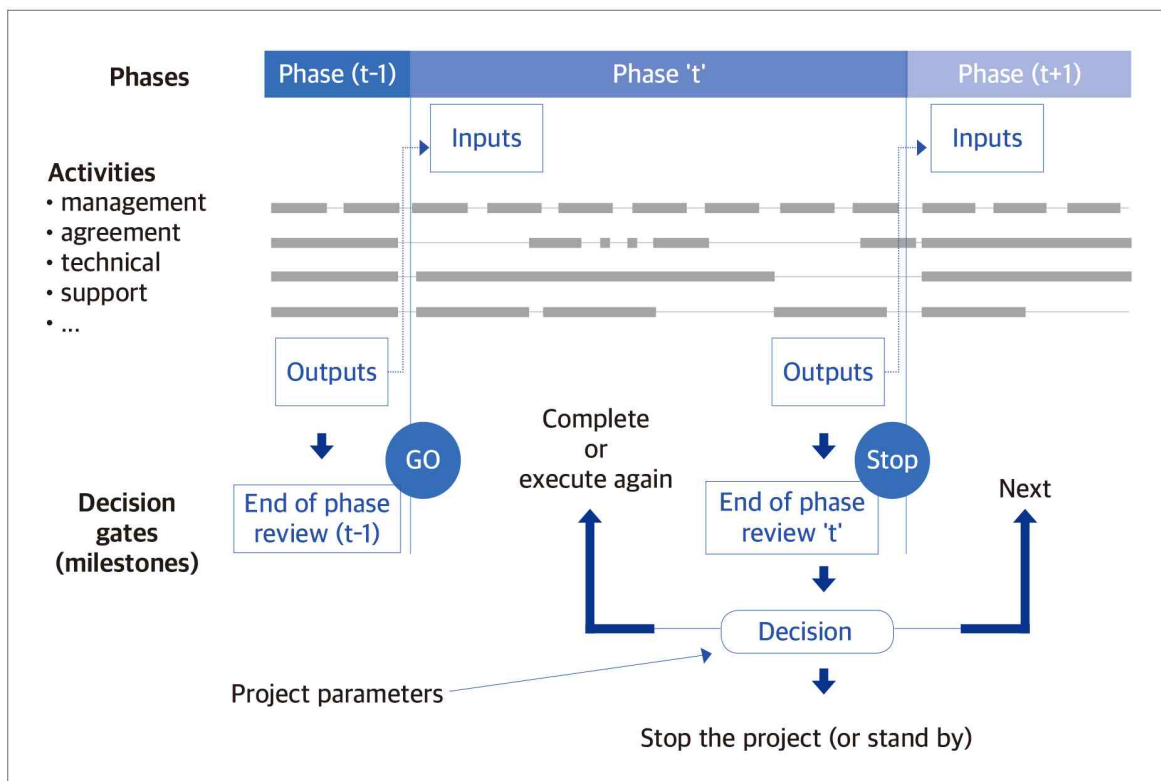 Phases
Phase (t-1)
Phase 't'
Phase (t+1)
Inputs
Inputs
Activities
• management
• agreement
• technical
• support
• ...
Outputs
Outputs
Complete
or
execute again
GO
Stop
Next
Decision
gates
(milestones)
End of phase
review (t-1)
End of phase
review 't'
Decision
Project parameters
Stop the project (or stand by)